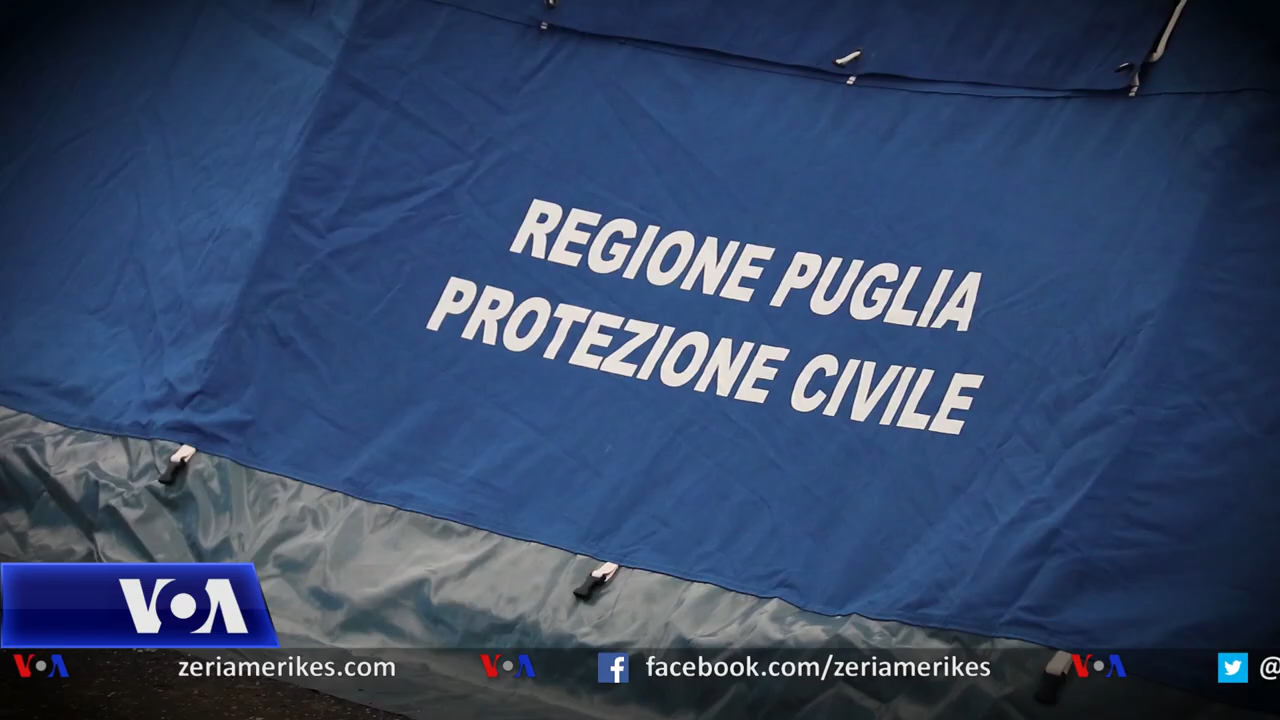 REGIONE PUGLIA
PROTEZIONE CIVILE
VOA
VOA zeriamerikes.com VOA facebook.com/zeriamerikes VOA @